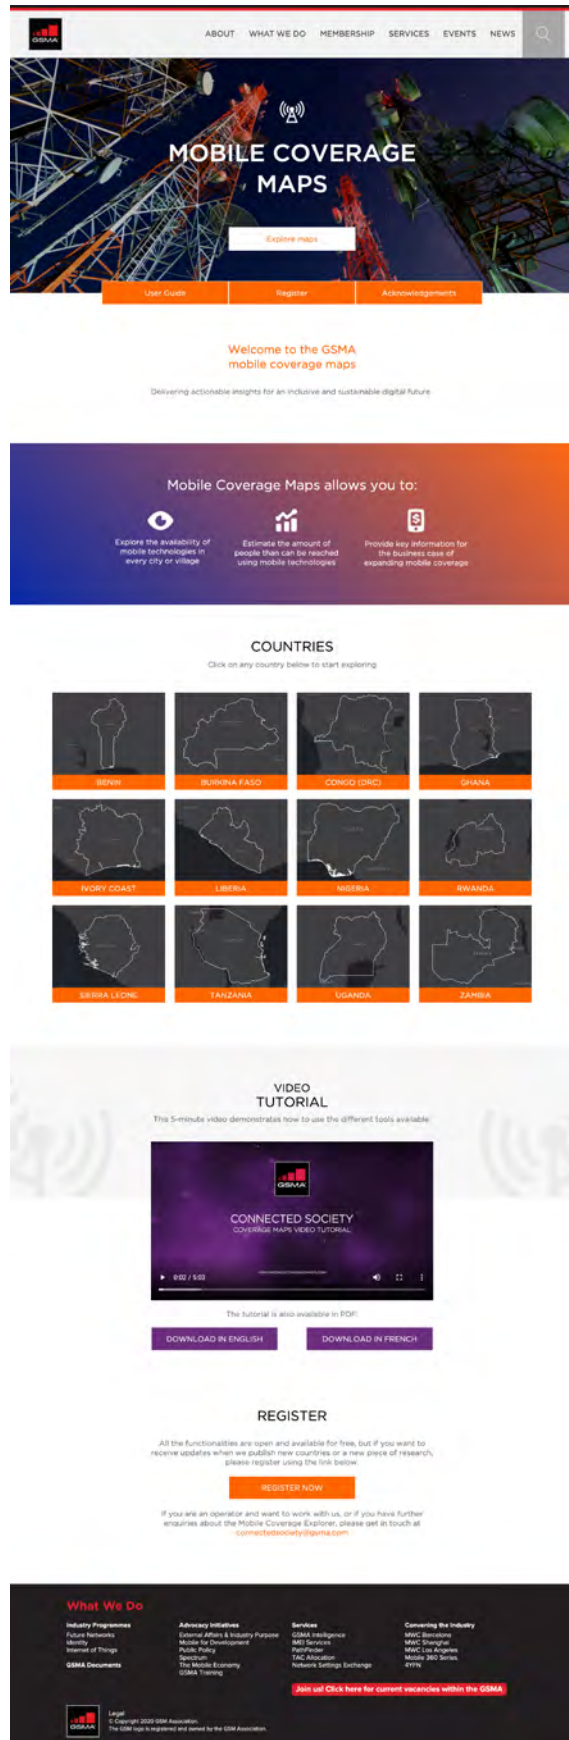 GSMA
ABOUT WHAT WE DO MEMBERSHIP SERVICES EVENTS NEWS
MOBILE COVERAGE
MAPS
Explore maps
User Guide Register Acknowledgements
Welcome to the GSMA
mobile coverage maps
Delivering actionable insights for an inclusive and sustainable digital future
Mobile Coverage Maps allows you to:
Explore the availability of
mobile technologies in
every city or village
Estimate the amount of
people than can be reached
using mobile technologies
Provide key information for
the business case of
expanding mobile coverage
COUNTRIES
Click on any country below to start exploring
BENIN BURKINA FASO CONGO (DRC) GHANA
IVORY COAST LIBERIA NIGERIA RWANDA
SIERRA LEONE TANZANIA UGANDA ZAMBIA
VIDEO
TUTORIAL
This 5-minute video demonstrates how to use the different tools available
GSMA
CONNECTED SOCIETY
COVERAGE MAPS VIDEO TUTORIAL
0:02 / 5:03
The tutorial is also available in PDF:
DOWNLOAD IN ENGLISH DOWNLOAD IN FRENCH
REGISTER
All the functionalities are open and available for free, but if you want to
receive updates when we publish new countries or a new piece of research,
please register using the link below.
REGISTER NOW
If you are an operator and want to work with us, or if you have further
enquiries about the Mobile Coverage Explorer, please get in touch at
connectedsociety@gsma.com
What We Do
Industry Programmes
Future Networks
Identity
Internet of Things
GSMA Documents
Advocacy Initiatives
External Affairs & Industry Purpose
Mobile for Development
Public Policy
Spectrum
The Mobile Economy
GSMA Training
Services
GSMA Intelligence
IMEI Services
PathFinder
TAC Allocation
Network Settings Exchange
Convening the Industry
MWC Barcelona
MWC Shanghai
MWC Los Angeles
Mobile 360 Series
4YFN
Join us! Click here for current vacancies within the GSMA
GSMA
Legal
© Copyright 2020 GSM Association.
The GSM logo is registered and owned by the GSM Association.